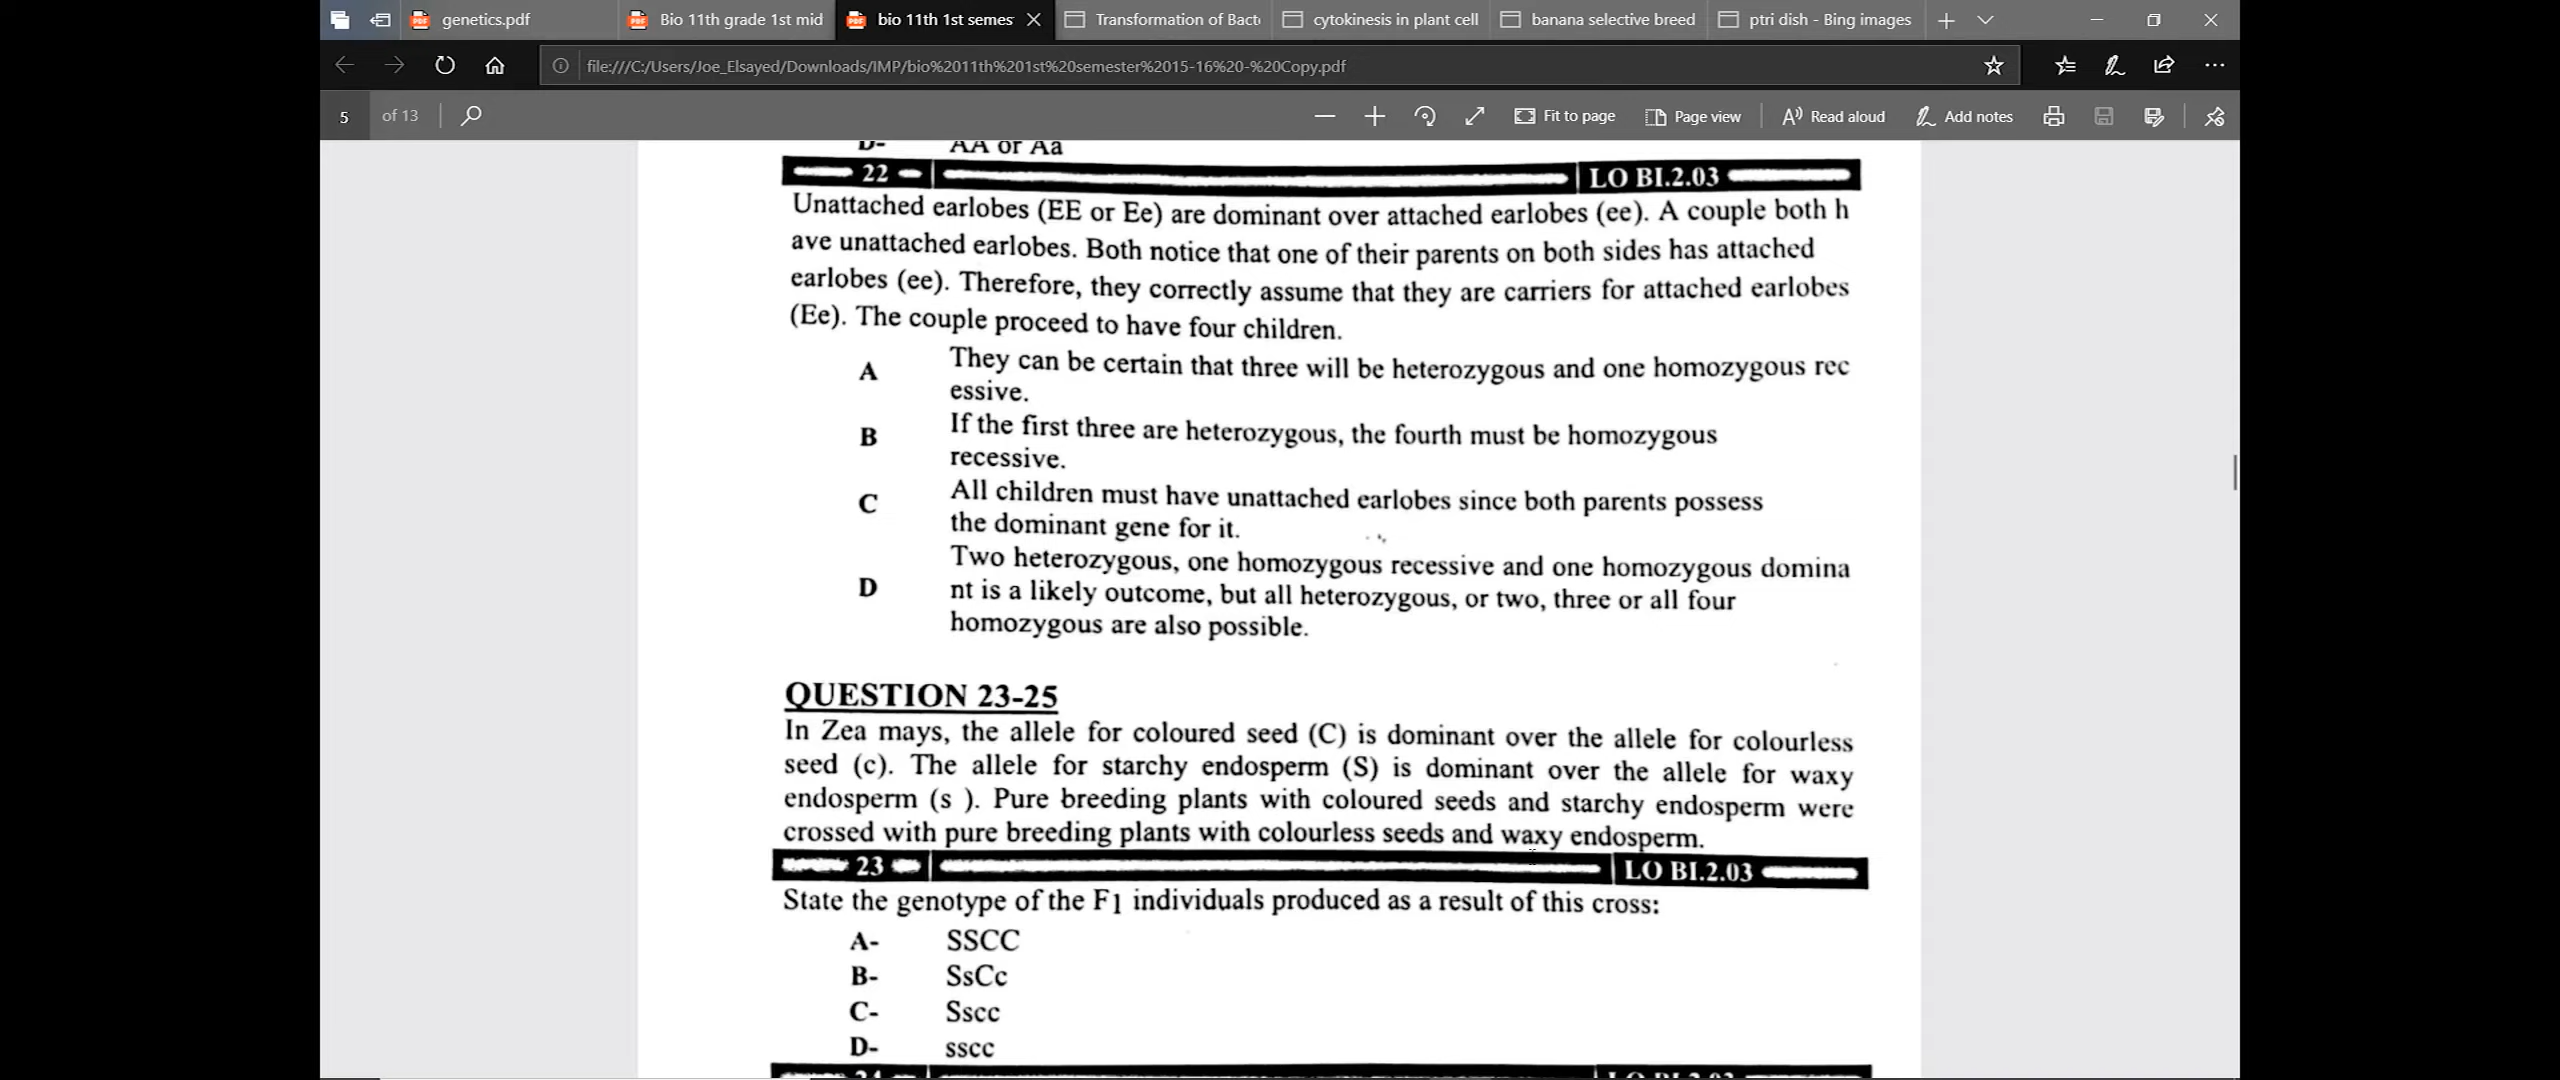 genetics.pdf
Bio 11th grade 1st mid
bio 11th 1st semes
Transformation of Bact
cytokinesis in plant cell
banana selective breed
ptri dish - Bing images
file:///C:/Users/Joe_Elsayed/Downloads/IMP/bio%2011th%201st%20semester%2015-16%20-%20Copy.pdf
5 of 13
Fit to page
Page view
Read aloud
Add notes
D- AA or Aa
22 LO BI.2.03
Unattached earlobes (EE or Ee) are dominant over attached earlobes (ee). A couple both h
ave unattached earlobes. Both notice that one of their parents on both sides has attached
earlobes (ee). Therefore, they correctly assume that they are carriers for attached earlobes
(Ee). The couple proceed to have four children.
A They can be certain that three will be heterozygous and one homozygous rec
essive.
B If the first three are heterozygous, the fourth must be homozygous
recessive.
C All children must have unattached earlobes since both parents possess
the dominant gene for it.
Two heterozygous, one homozygous recessive and one homozygous domina
D nt is a likely outcome, but all heterozygous, or two, three or all four
homozygous are also possible.
QUESTION 23-25
In Zea mays, the allele for coloured seed (C) is dominant over the allele for colourless
seed (c). The allele for starchy endosperm (S) is dominant over the allele for waxy
endosperm (s ). Pure breeding plants with coloured seeds and starchy endosperm were
crossed with pure breeding plants with colourless seeds and waxy endosperm.
23 LO BI.2.03
State the genotype of the F1 individuals produced as a result of this cross:
A- SSCC
B- SsCc
C- Sscc
D- sscc
24 LO BI.2.03